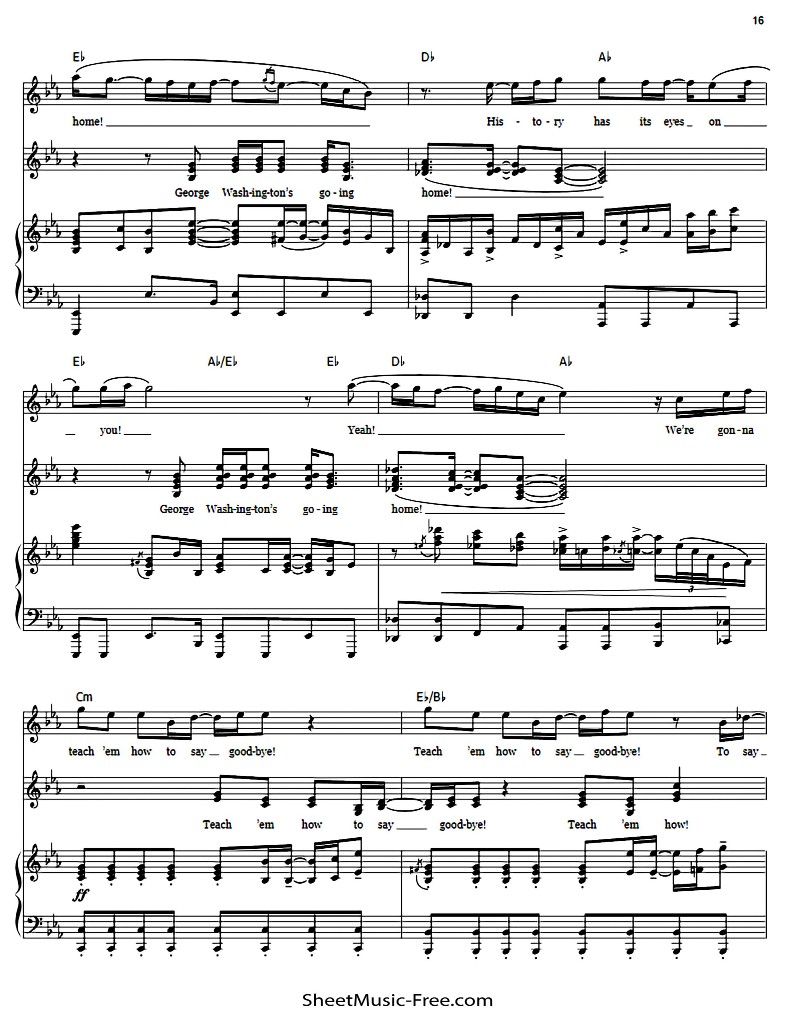 16
E♭ D♭ A♭
home! His - to - ry has its eyes on
George Wash-ing-ton's go - ing home!
E♭ A♭/E♭ E♭ D♭ A♭
you! Yeah! We're gon-na
George Wash-ing-ton's go - ing home!
3
Cm E♭/B♭
teach 'em how to say good-bye! Teach 'em how to say good-bye! To say
Teach 'em how to say good-bye! Teach 'em how!
ff
SheetMusic-Free.com